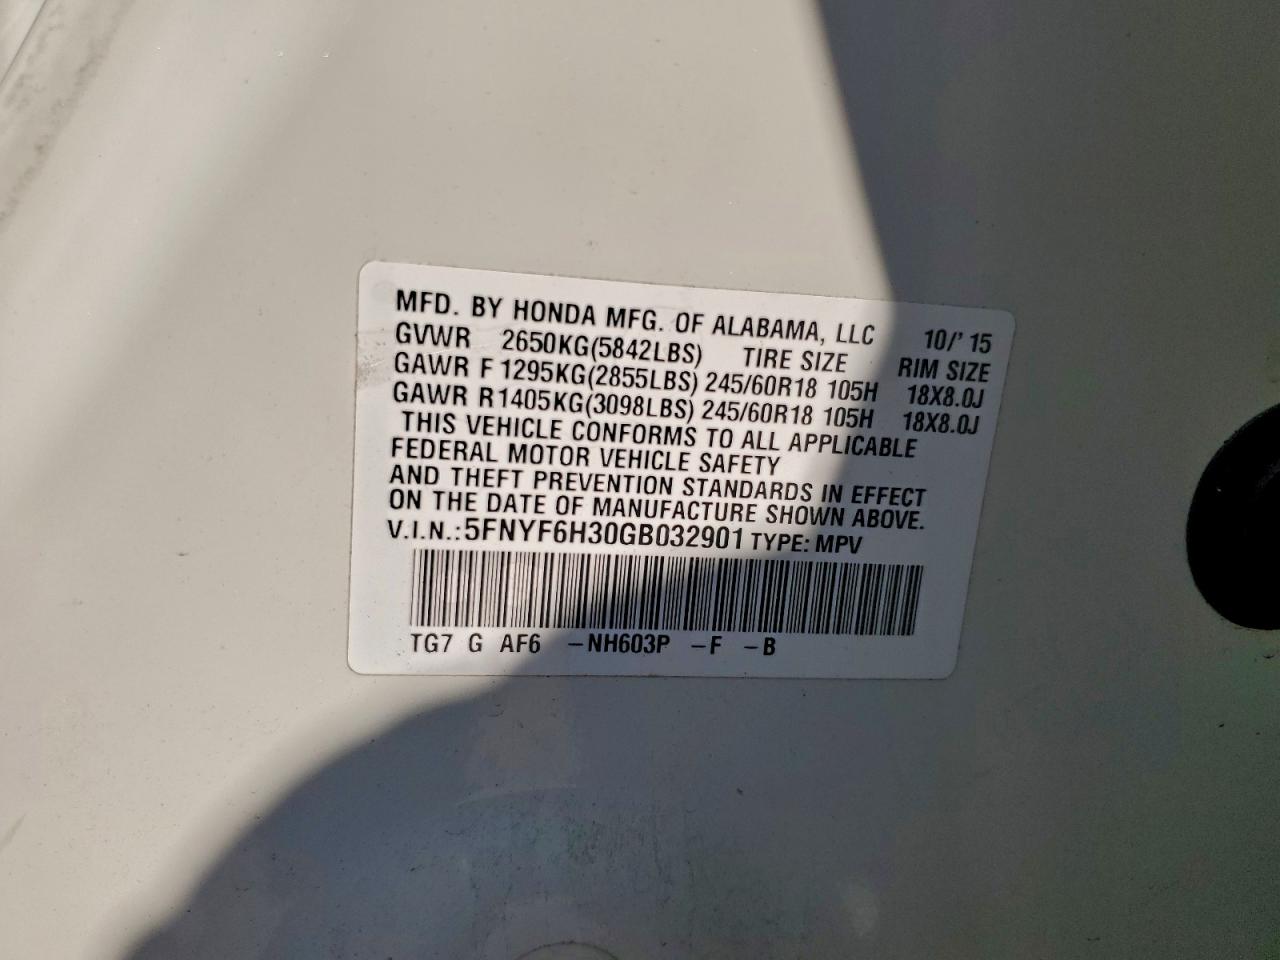 MFD. BY HONDA MFG. OF ALABAMA, LLC 10/'15
GVWR 2650KG(5842LBS) TIRE SIZE RIM SIZE
GAWR F 1295KG(2855LBS) 245/60R18 105H 18X8.0J
GAWR R1405KG(3098LBS) 245/60R18 105H 18X8.0J
THIS VEHICLE CONFORMS TO ALL APPLICABLE
FEDERAL MOTOR VEHICLE SAFETY
AND THEFT PREVENTION STANDARDS IN EFFECT
ON THE DATE OF MANUFACTURE SHOWN ABOVE.
V.I.N.:5FNYF6H30GB032901 TYPE: MPV
TG7 G AF6 -NH603P -F -B